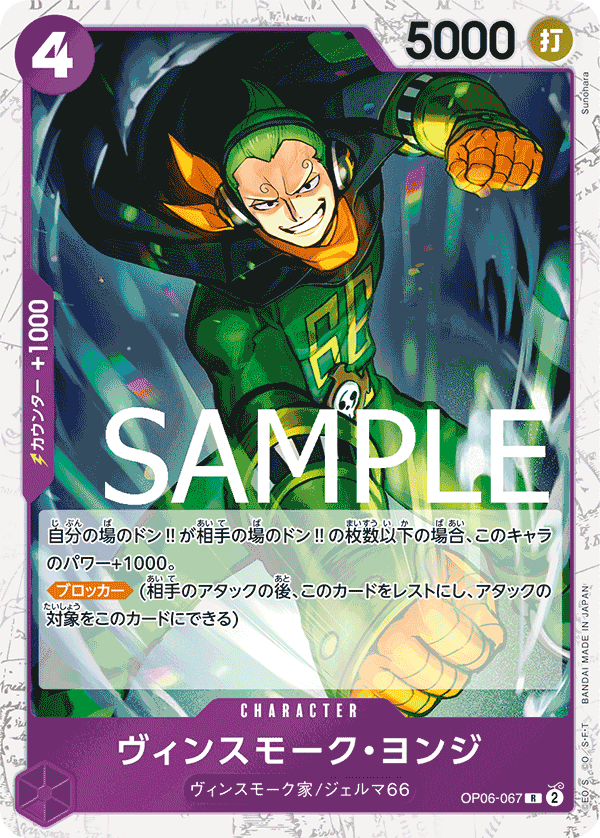 4
5000 打
Sunohara
カウンター +1000
66
SAMPLE
自分の場のドン!!が相手の場のドン!!の枚数以下の場合、このキャラ
のパワー+1000。
ブロッカー (相手のアタックの後、このカードをレストにし、アタックの
対象をこのカードにできる)
CHARACTER
ヴィンスモーク・ヨンジ
ヴィンスモーク家/ジェルマ66
OP06-067 R 2
©E.O./S. ©./O. S・F・T BANDAI MADE IN JAPAN